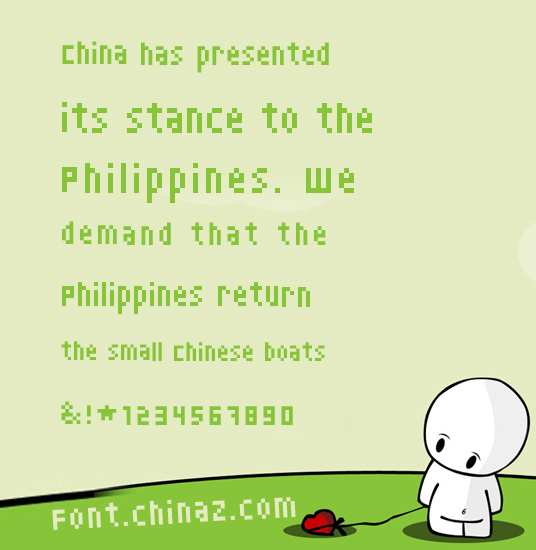 China has presented
its stance to the
Philippines. We
demand that the
Philippines return
the small Chinese boats
&!*1234567890
Font.chinaz.com